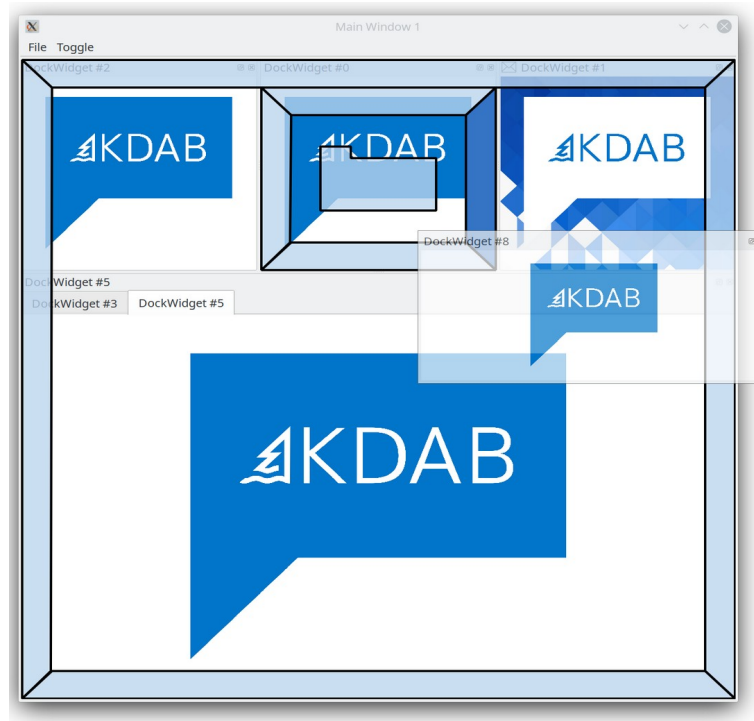 Main Window 1
File Toggle
DockWidget #2
DockWidget #0
DockWidget #1
KDAB
KDAB
KDAB
DockWidget #8
KDAB
DockWidget #5
DockWidget #3
DockWidget #5
KDAB